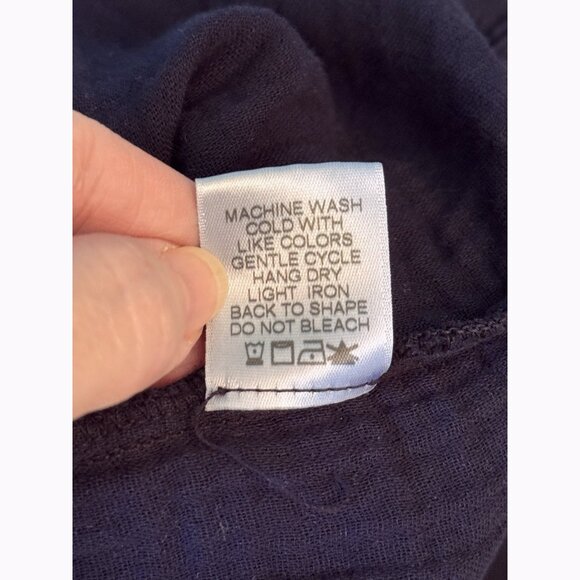 MACHINE WASH
COLD WITH
LIKE COLORS
GENTLE CYCLE
HANG DRY
LIGHT IRON
BACK TO SHAPE
DO NOT BLEACH